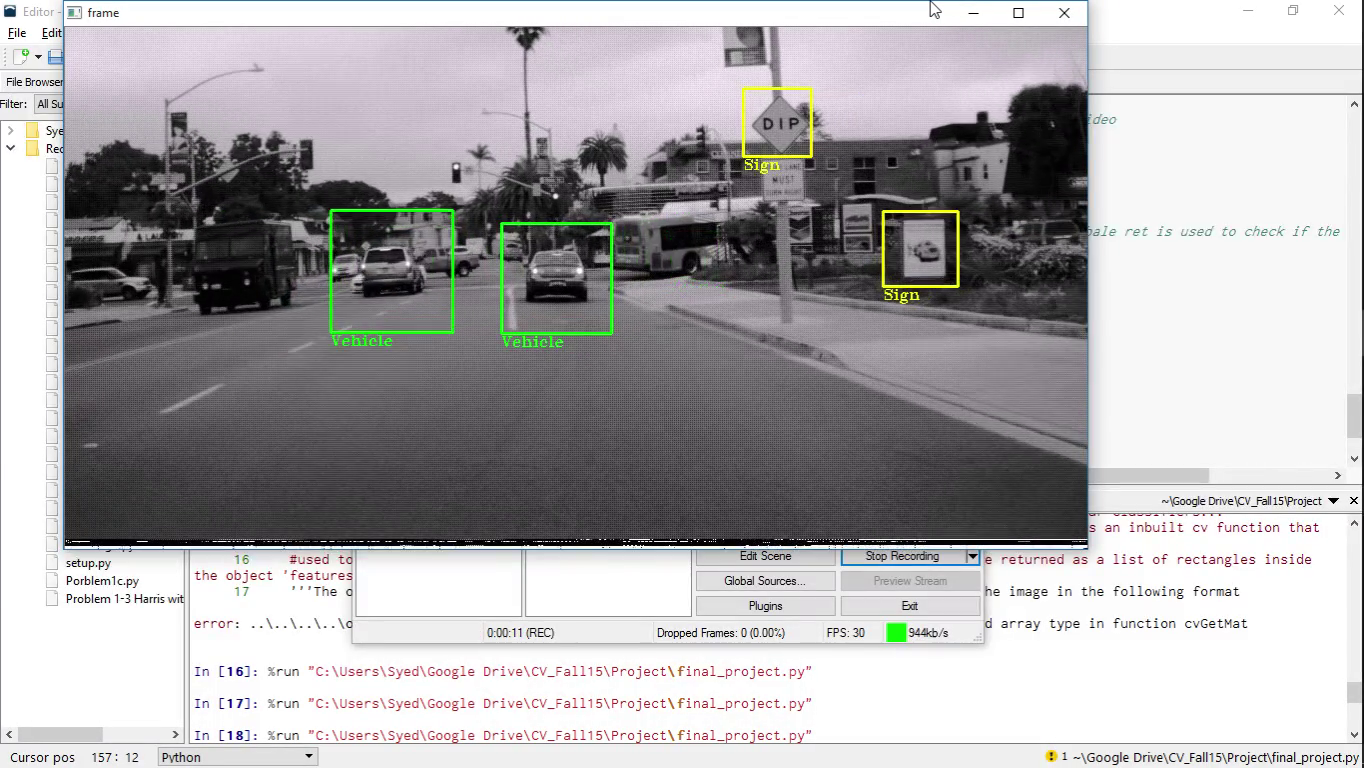 Editor -
frame
File
Edit
File Browser
Filter:
All Su
Sye
Rec
ideo
DIP
Sign
MUST
TURN RIGHT
bale ret is used to check if the
Sign
Vehicle
Vehicle
~\Google Drive\CV_Fall15\Project
s an inbuilt cv function that
16 #used to
e returned as a list of rectangles inside
the object 'features
17 '''The o
he image in the following format
error: ..\..\..\..\o
d array type in function cvGetMat
setup.py
Porblem1c.py
Problem 1-3 Harris wit
Edit Scene
Stop Recording
Global Sources...
Preview Stream
Plugins
Exit
0:00:11 (REC)
Dropped Frames: 0 (0.00%)
FPS: 30
944kb/s
In [16]: %run "C:\Users\Syed\Google Drive\CV_Fall15\Project\final_project.py"
In [17]: %run "C:\Users\Syed\Google Drive\CV_Fall15\Project\final_project.py"
In [18]: %run "C:\Users\Syed\Google Drive\CV_Fall15\Project\final_project.py"
Cursor pos
157: 12
Python
1 ~\Google Drive\CV_Fall15\Project\final_project.py